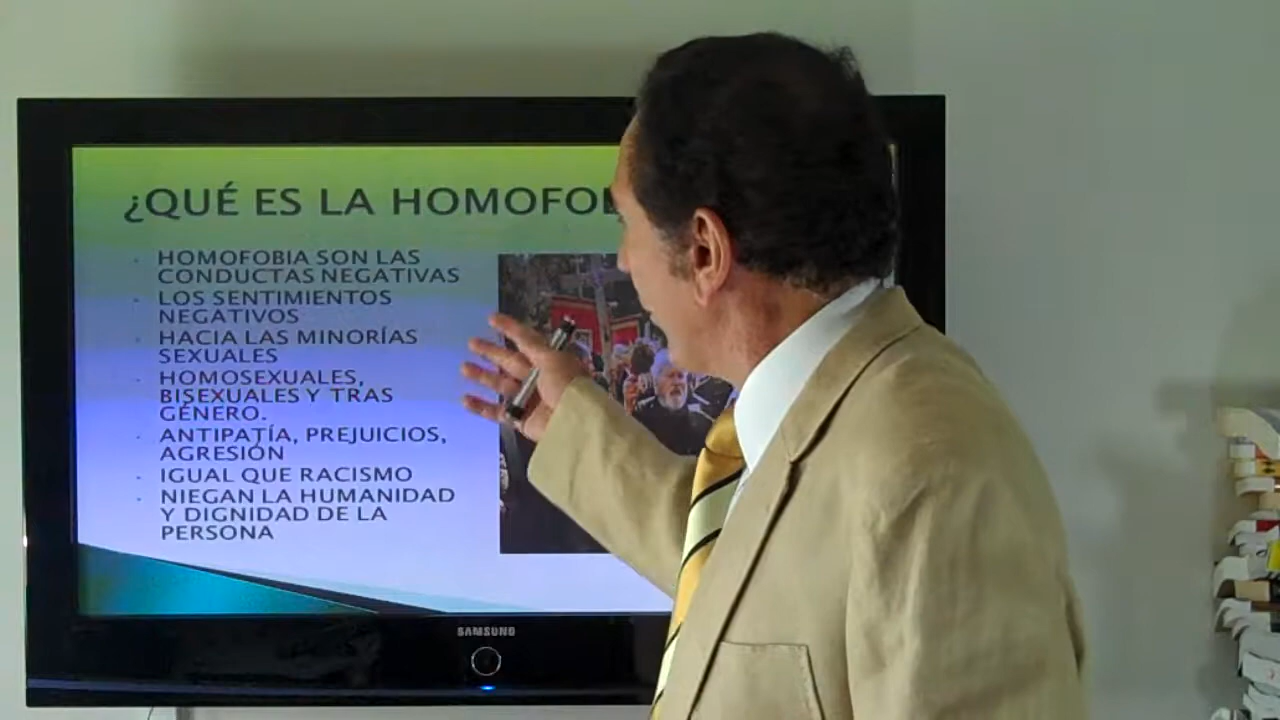 ¿QUÉ ES LA HOMOFOB
HOMOFOBIA SON LAS
CONDUCTAS NEGATIVAS
LOS SENTIMIENTOS
NEGATIVOS
HACIA LAS MINORÍAS
SEXUALES
HOMOSEXUALES,
BISEXUALES Y TRAS
GÉNERO.
ANTIPATÍA, PREJUICIOS,
AGRESIÓN
IGUAL QUE RACISMO
NIEGAN LA HUMANIDAD
Y DIGNIDAD DE LA
PERSONA
SAMSUNG